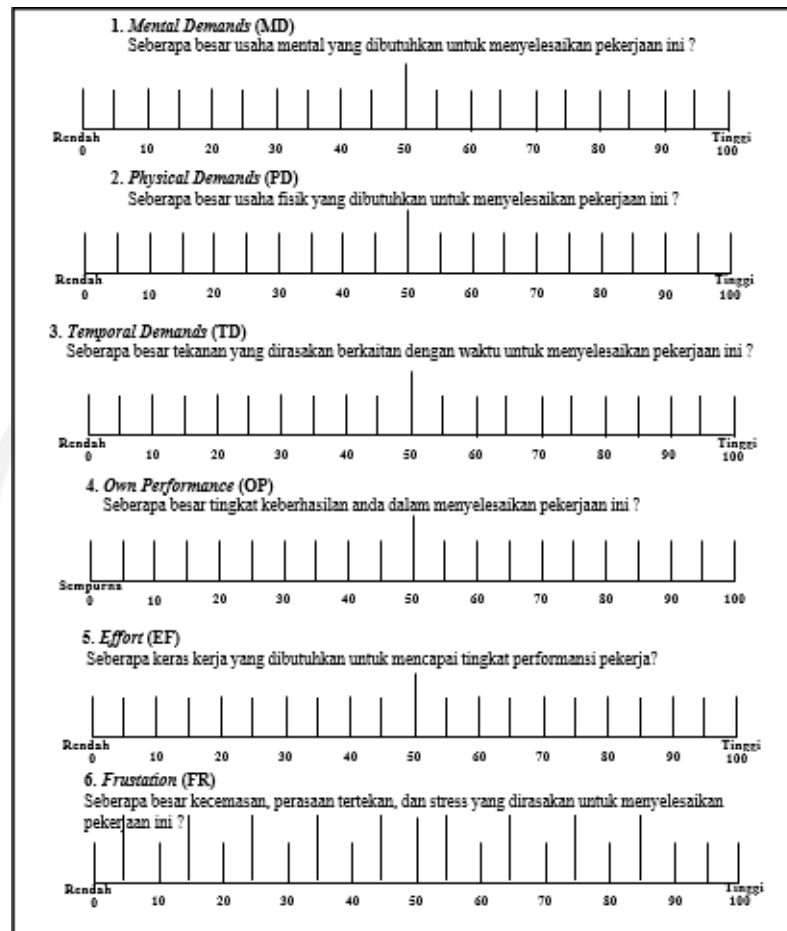 1. Mental Demands (MD)
Seberapa besar usaha mental yang dibutuhkan untuk menyelesaikan pekerjaan ini ?
Rendah Tinggi
0 10 20 30 40 50 60 70 80 90 100
2. Physical Demands (PD)
Seberapa besar usaha fisik yang dibutuhkan untuk menyelesaikan pekerjaan ini ?
Rendah Tinggi
0 10 20 30 40 50 60 70 80 90 100
3. Temporal Demands (TD)
Seberapa besar tekanan yang dirasakan berkaitan dengan waktu untuk menyelesaikan pekerjaan ini ?
Rendah Tinggi
0 10 20 30 40 50 60 70 80 90 100
4. Own Performance (OP)
Seberapa besar tingkat keberhasilan anda dalam menyelesaikan pekerjaan ini ?
Sempurna
0 10 20 30 40 50 60 70 80 90 100
5. Effort (EF)
Seberapa keras kerja yang dibutuhkan untuk mencapai tingkat performansi pekerja?
Rendah Tinggi
0 10 20 30 40 50 60 70 80 90 100
6. Frustation (FR)
Seberapa besar kecemasan, perasaan tertekan, dan stress yang dirasakan untuk menyelesaikan
pekerjaan ini ?
Rendah Tinggi
0 10 20 30 40 50 60 70 80 90 100